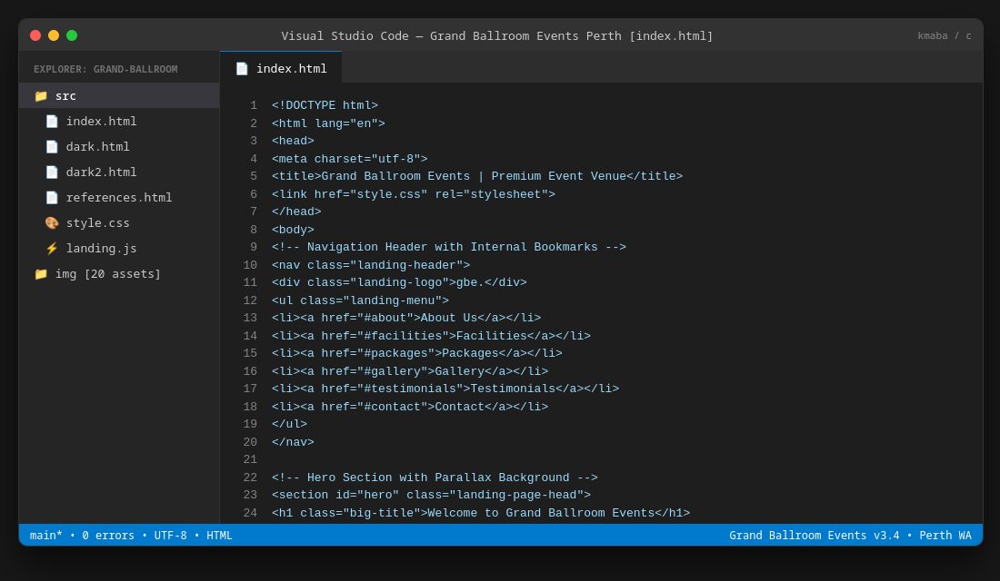 Visual Studio Code — Grand Ballroom Events Perth [index.html]
kmaba / c
EXPLORER: GRAND-BALLROOM
src
index.html
dark.html
dark2.html
references.html
style.css
landing.js
img [20 assets]
index.html
1 <!DOCTYPE html>
2 <html lang="en">
3 <head>
4 <meta charset="utf-8">
5 <title>Grand Ballroom Events | Premium Event Venue</title>
6 <link href="style.css" rel="stylesheet">
7 </head>
8 <body>
9 <!-- Navigation Header with Internal Bookmarks -->
10 <nav class="landing-header">
11 <div class="landing-logo">gbe.</div>
12 <ul class="landing-menu">
13 <li><a href="#about">About Us</a></li>
14 <li><a href="#facilities">Facilities</a></li>
15 <li><a href="#packages">Packages</a></li>
16 <li><a href="#gallery">Gallery</a></li>
17 <li><a href="#testimonials">Testimonials</a></li>
18 <li><a href="#contact">Contact</a></li>
19 </ul>
20 </nav>
21
22 <!-- Hero Section with Parallax Background -->
23 <section id="hero" class="landing-page-head">
24 <h1 class="big-title">Welcome to Grand Ballroom Events</h1>
main* • 0 errors • UTF-8 • HTML
Grand Ballroom Events v3.4 • Perth WA